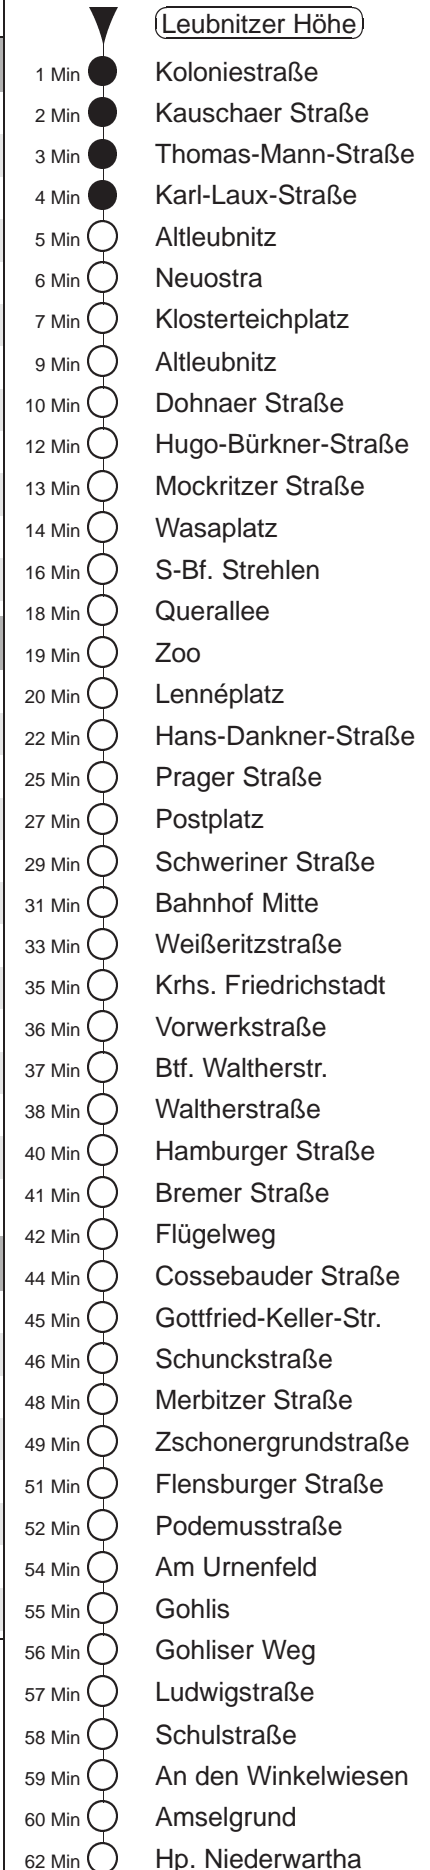 Leubnitzer Höhe
1 Min Koloniestraße
2 Min Kauschaer Straße
3 Min Thomas-Mann-Straße
4 Min Karl-Laux-Straße
5 Min Altleubnitz
6 Min Neuostra
7 Min Klosterteichplatz
9 Min Altleubnitz
10 Min Dohnaer Straße
12 Min Hugo-Bürkner-Straße
13 Min Mockritzer Straße
14 Min Wasaplatz
16 Min S-Bf. Strehlen
18 Min Querallee
19 Min Zoo
20 Min Lennéplatz
22 Min Hans-Dankner-Straße
25 Min Prager Straße
27 Min Postplatz
29 Min Schweriner Straße
31 Min Bahnhof Mitte
33 Min Weißeritzstraße
35 Min Krhs. Friedrichstadt
36 Min Vorwerkstraße
37 Min Btf. Waltherstr.
38 Min Waltherstraße
40 Min Hamburger Straße
41 Min Bremer Straße
42 Min Flügelweg
44 Min Cossebauder Straße
45 Min Gottfried-Keller-Str.
46 Min Schunckstraße
48 Min Merbitzer Straße
49 Min Zschonergrundstraße
51 Min Flensburger Straße
52 Min Podemusstraße
54 Min Am Urnenfeld
55 Min Gohlis
56 Min Gohliser Weg
57 Min Ludwigstraße
58 Min Schulstraße
59 Min An den Winkelwiesen
60 Min Amselgrund
62 Min Hp. Niederwartha